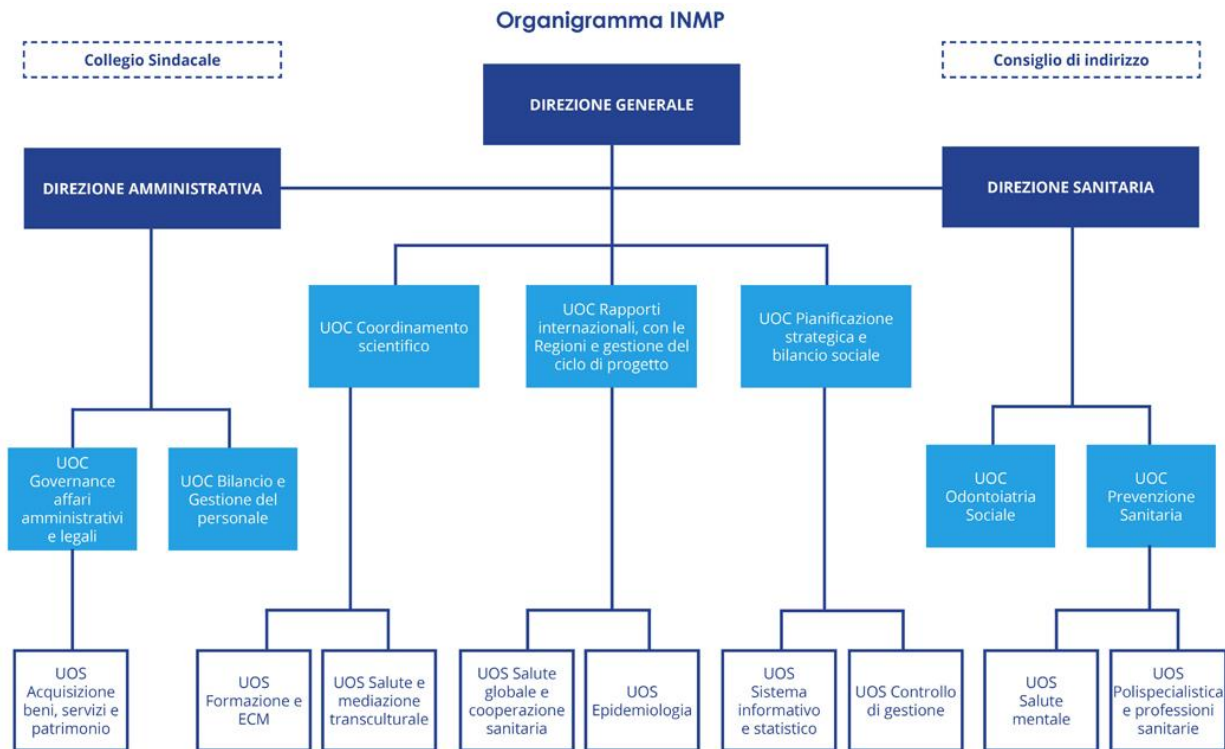 Organigramma INMP
Collegio Sindacale
Consiglio di indirizzo
DIREZIONE GENERALE
DIREZIONE AMMINISTRATIVA
DIREZIONE SANITARIA
UOC Coordinamento
scientifico
UOC Rapporti
internazionali, con le
Regioni e gestione del
ciclo di progetto
UOC Pianificazione
strategica e
bilancio sociale
UOC
Governance
affari
amministrativi
e legali
UOC Bilancio e
Gestione del
personale
UOC
Odontoiatria
Sociale
UOC
Prevenzione
Sanitaria
UOS
Acquisizione
beni, servizi e
patrimonio
UOS
Formazione e
ECM
UOS Salute e
mediazione
transculturale
UOS Salute
globale e
cooperazione
sanitaria
UOS
Epidemiologia
UOS
Sistema
informativo
e statistico
UOS Controllo
di gestione
UOS
Salute
mentale
UOS
Polispecialistica
e professioni
sanitarie